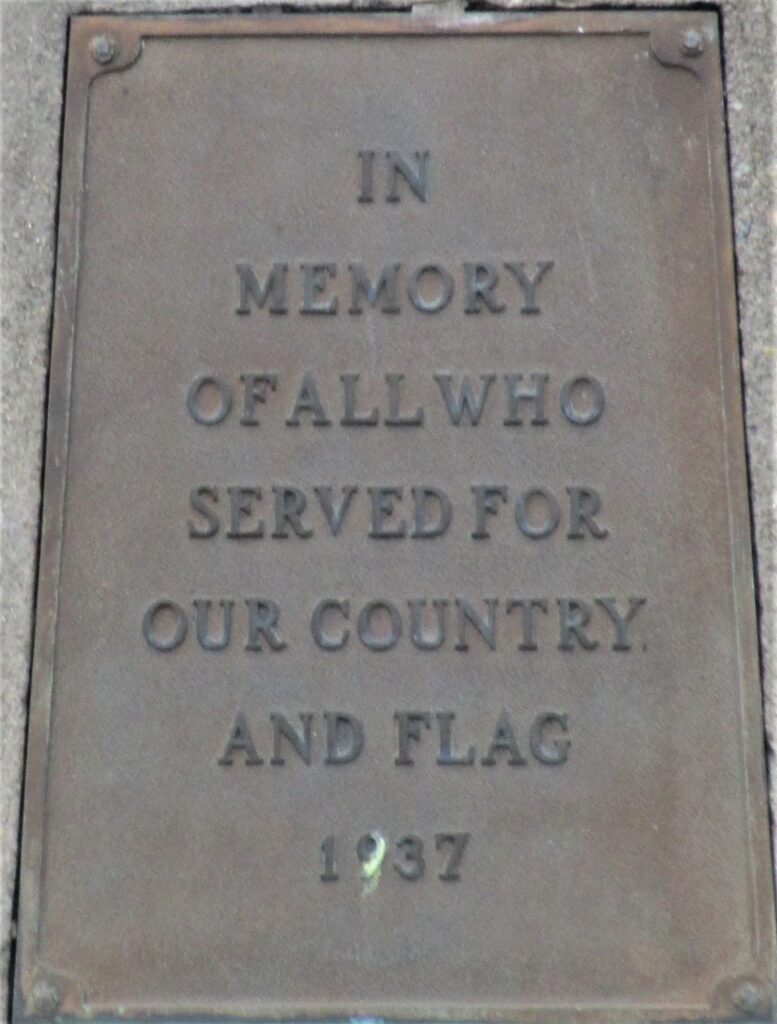 IN
MEMORY
OF ALL WHO
SERVED FOR
OUR COUNTRY.
AND FLAG
1937